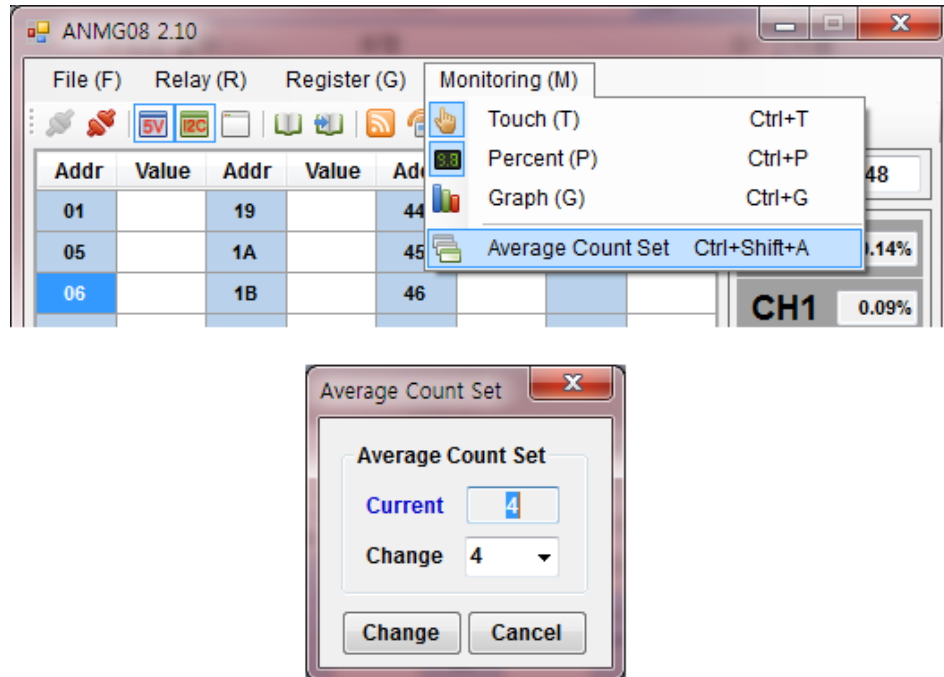 ANMG08 2.10
File (F) Relay (R) Register (G) Monitoring (M)
5V I2C
Touch (T) Ctrl+T
Percent (P) Ctrl+P
Graph (G) Ctrl+G
Average Count Set Ctrl+Shift+A
Addr Value Addr Value 48
01 19 44
05 1A 45 .14%
06 1B 46
CH1 0.09%
Average Count Set
Average Count Set
Current 4
Change 4
Change Cancel